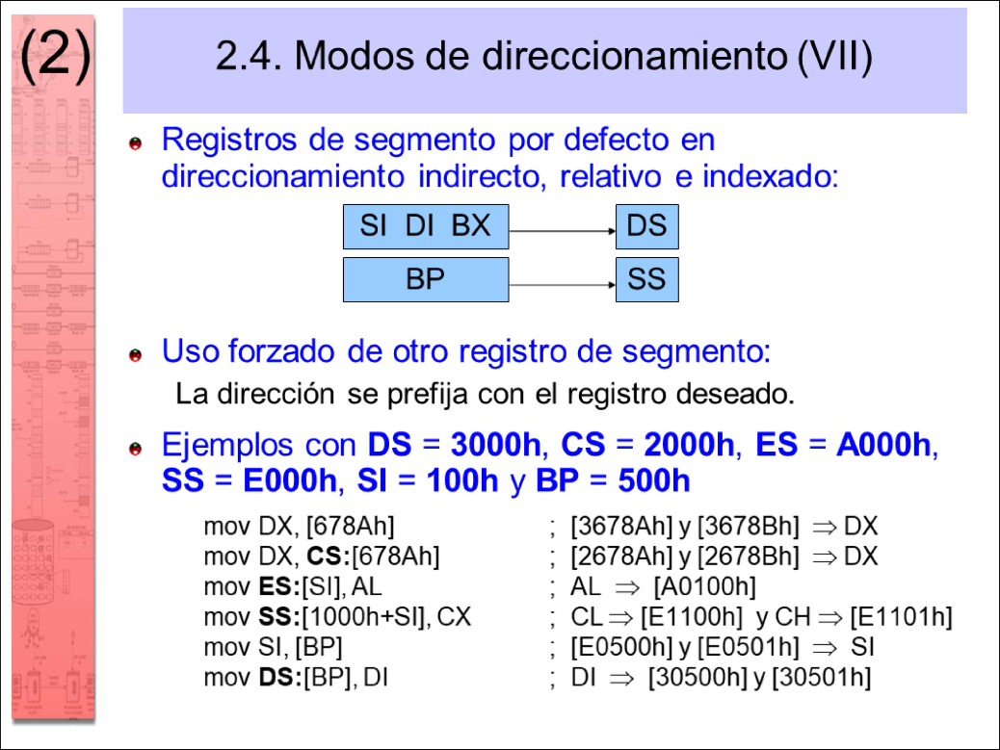 (2)
2.4. Modos de direccionamiento (VII)
Registros de segmento por defecto en
direccionamiento indirecto, relativo e indexado:
SI DI BX DS
BP SS
Uso forzado de otro registro de segmento:
La dirección se prefija con el registro deseado.
Ejemplos con DS = 3000h, CS = 2000h, ES = A000h,
SS = E000h, SI = 100h y BP = 500h
mov DX, [678Ah] ; [3678Ah] y [3678Bh] ⇒ DX
mov DX, CS:[678Ah] ; [2678Ah] y [2678Bh] ⇒ DX
mov ES:[SI], AL ; AL ⇒ [A0100h]
mov SS:[1000h+SI], CX ; CL ⇒ [E1100h] y CH ⇒ [E1101h]
mov SI, [BP] ; [E0500h] y [E0501h] ⇒ SI
mov DS:[BP], DI ; DI ⇒ [30500h] y [30501h]